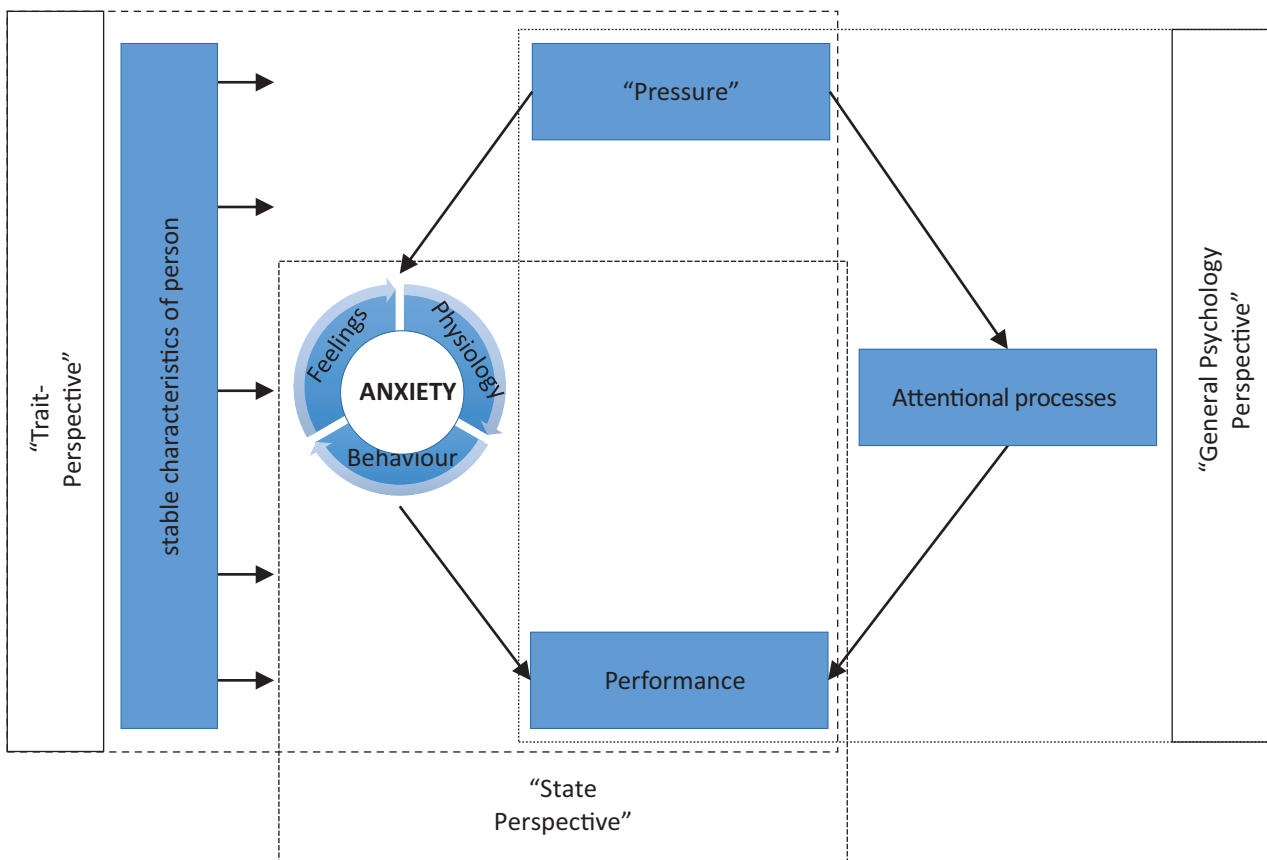 “Trait-
Perspective”
stable characteristics of person
“Pressure”
Feelings
Physiology
ANXIETY
Behaviour
Attentional processes
“General Psychology
Perspective”
Performance
“State
Perspective”